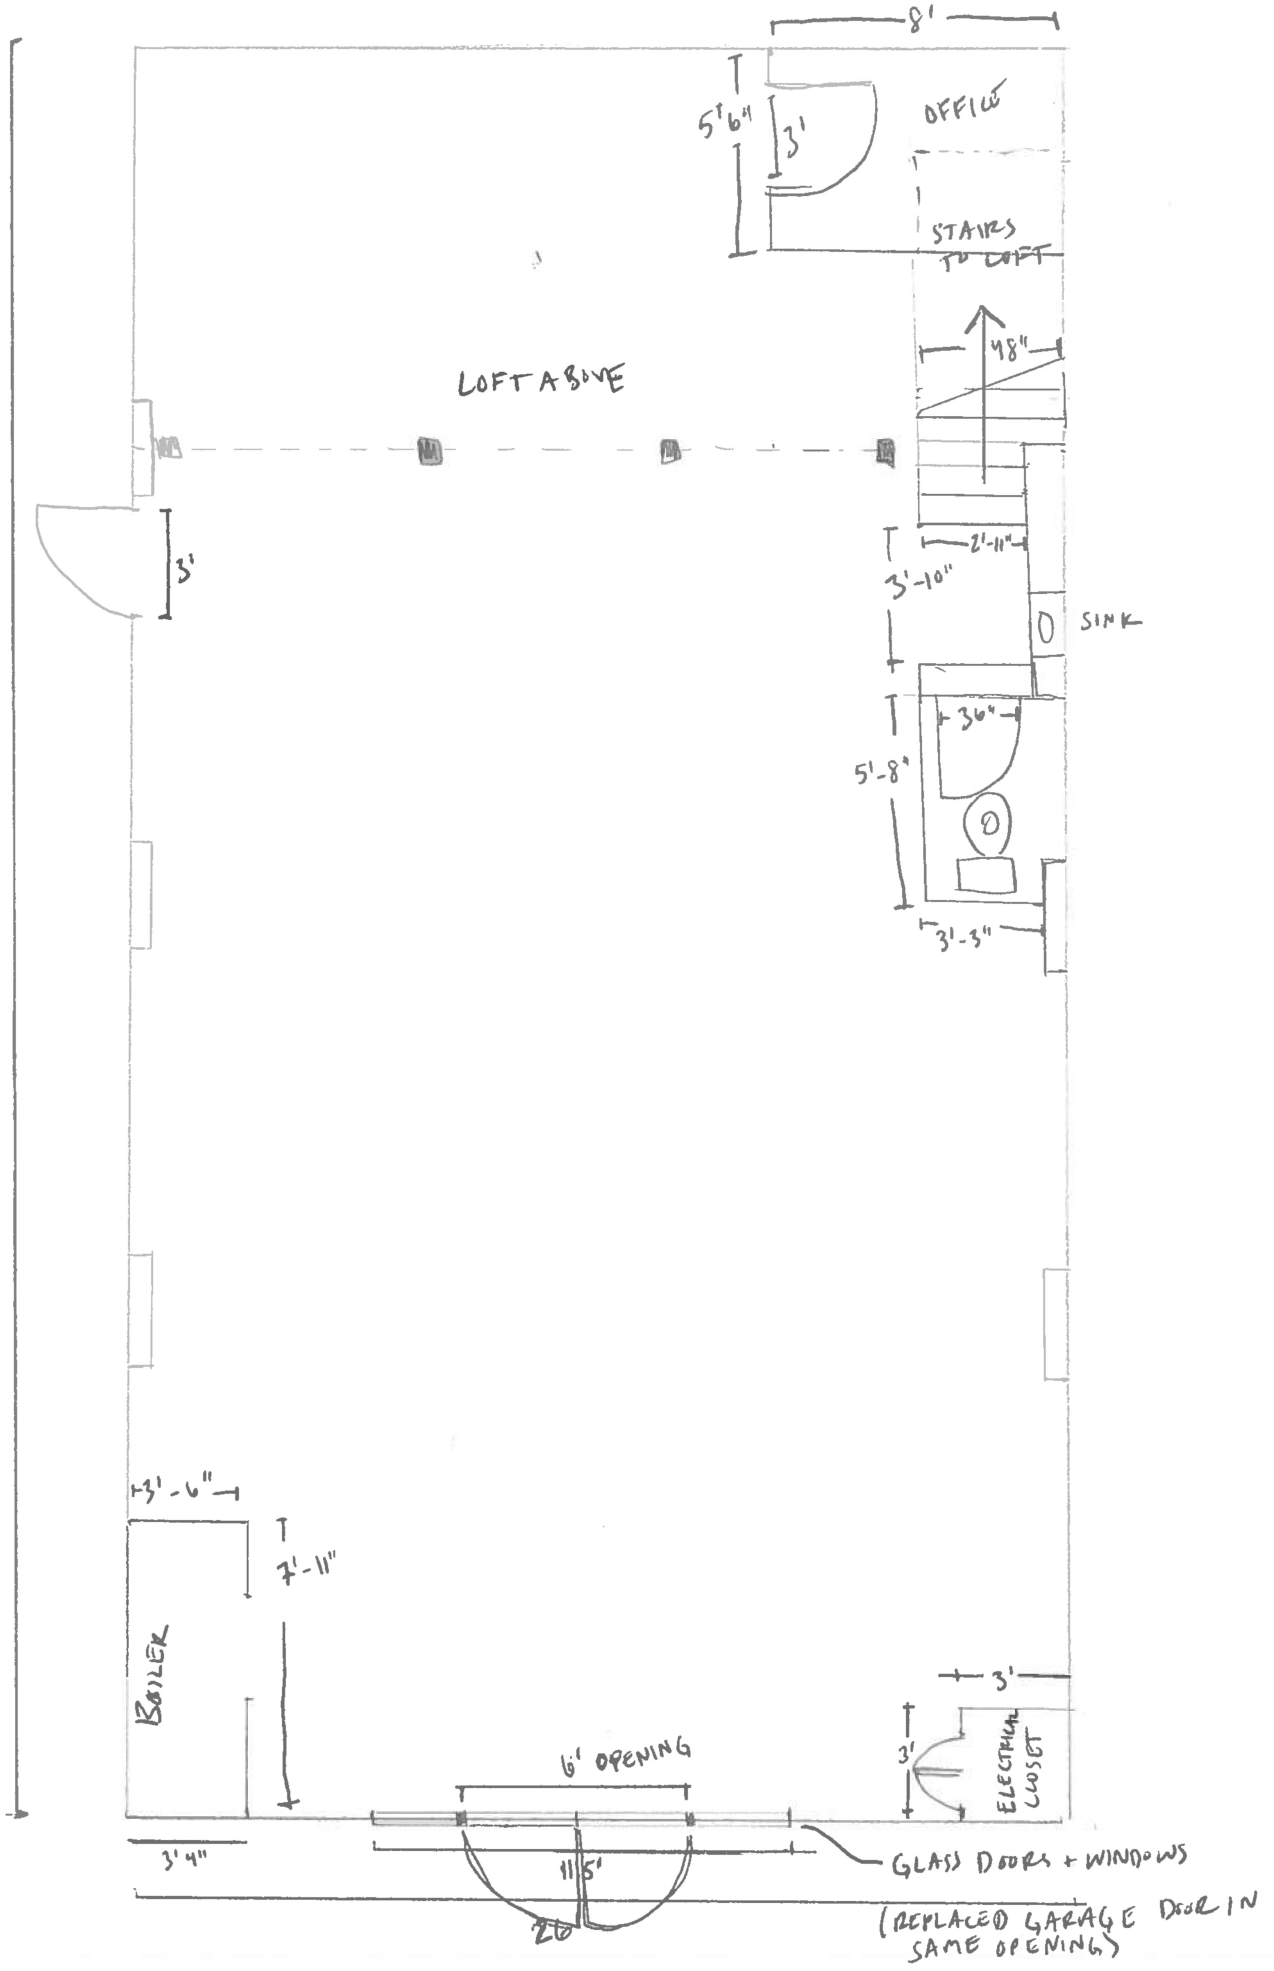 8'
OFFICE
5'6"
3'
STAIRS
TO LOFT
48"
LOFT ABOVE
2'-11"
3'
3'-10"
SINK
36"
5'-8"
3'-3"
3'-6"
7'-11"
BOILER
3'
3'
ELECTRICAL
CLOSET
6' OPENING
3'4"
11.5'
GLASS DOORS + WINDOWS
26
(REPLACED GARAGE DOOR IN
SAME OPENING)